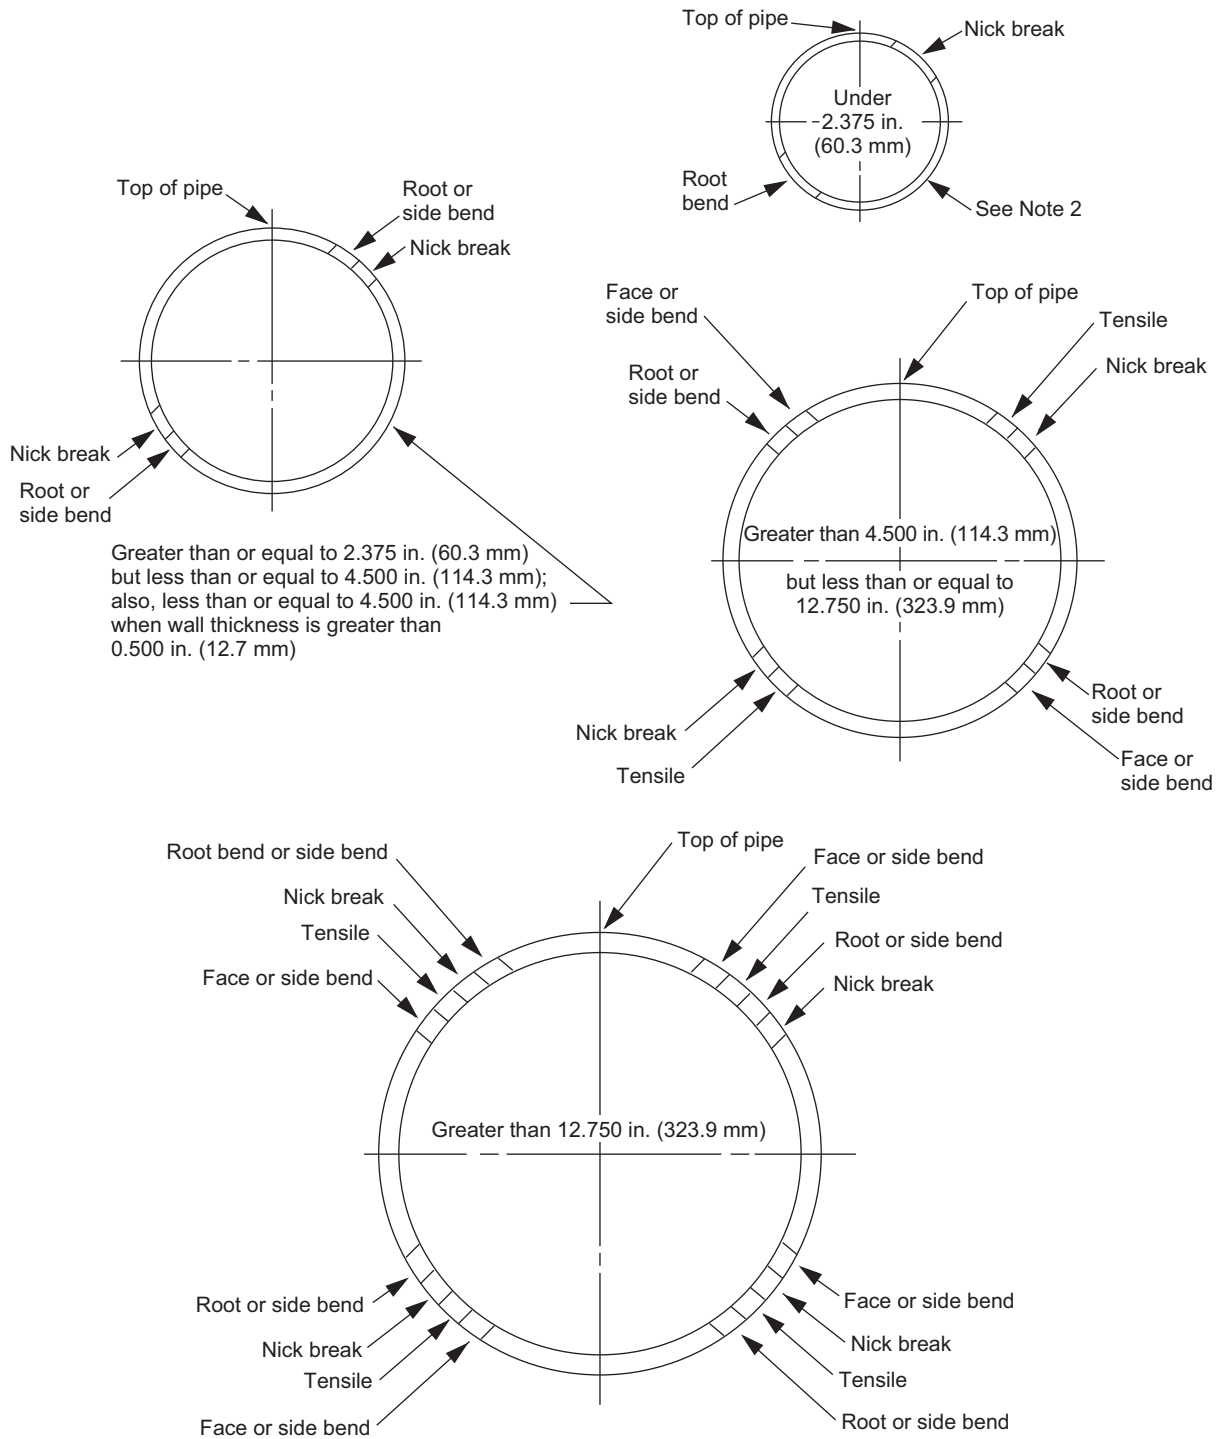 Top of pipe
Nick break
Under
2.375 in.
(60.3 mm)
Root
bend
See Note 2
Top of pipe
Root or
side bend
Nick break
Nick break
Root or
side bend
Greater than or equal to 2.375 in. (60.3 mm)
but less than or equal to 4.500 in. (114.3 mm);
also, less than or equal to 4.500 in. (114.3 mm)
when wall thickness is greater than
0.500 in. (12.7 mm)
Face or
side bend
Top of pipe
Tensile
Root or
side bend
Nick break
Greater than 4.500 in. (114.3 mm)
but less than or equal to
12.750 in. (323.9 mm)
Nick break
Tensile
Root or
side bend
Face or
side bend
Top of pipe
Root bend or side bend
Nick break
Tensile
Face or side bend
Face or side bend
Tensile
Root or side bend
Nick break
Greater than 12.750 in. (323.9 mm)
Root or side bend
Nick break
Tensile
Face or side bend
Face or side bend
Nick break
Tensile
Root or side bend